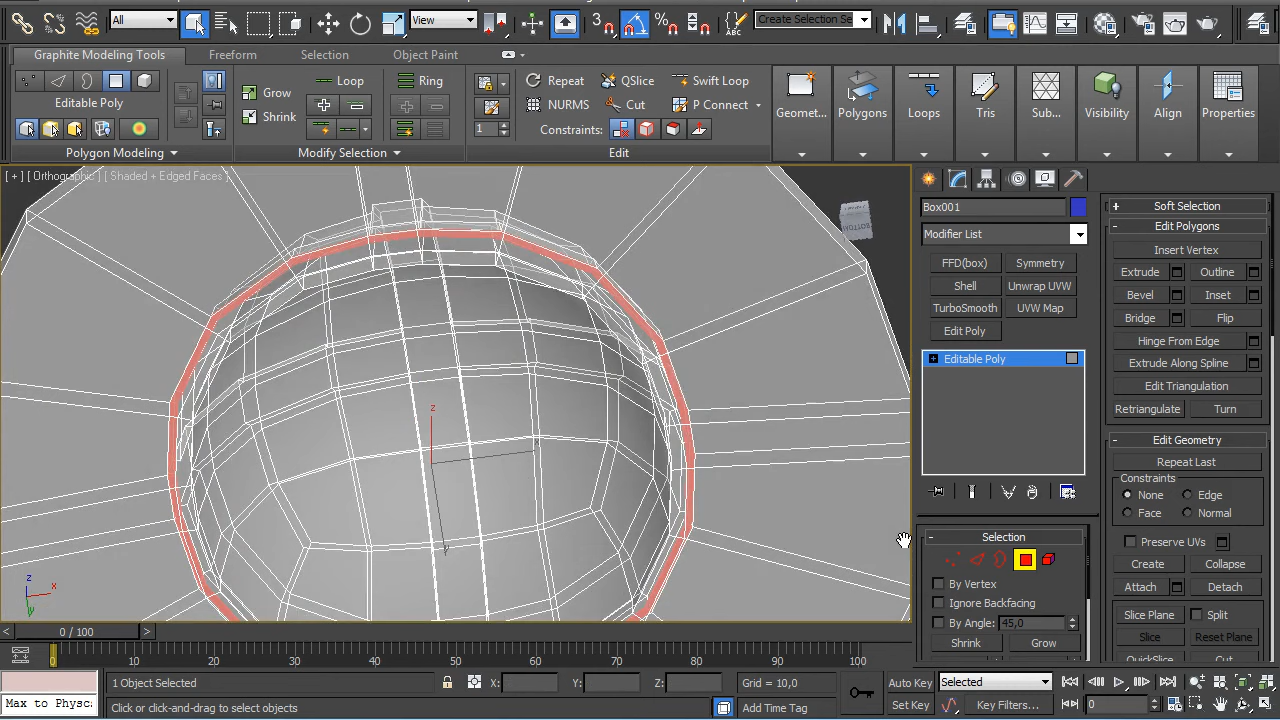 All
View
3
%
ABC
Create Selection Se
Graphite Modeling Tools
Freeform
Selection
Object Paint
Editable Poly
Polygon Modeling
Loop
Ring
Grow
Shrink
Modify Selection
Repeat
QSlice
Swift Loop
NURMS
Cut
P Connect
1
Constraints:
Edit
Geomet...
Polygons
Loops
Tris
Sub...
Visibility
Align
Properties
[ + ] [ Orthographic ] [ Shaded + Edged Faces ]
BOTTOM
z
x
y
z
x
y
Box001
Modifier List
FFD(box)
Symmetry
Shell
Unwrap UVW
TurboSmooth
UVW Map
Edit Poly
Editable Poly
Selection
By Vertex
Ignore Backfacing
By Angle:
45,0
Shrink
Grow
Soft Selection
Edit Polygons
Insert Vertex
Extrude
Outline
Bevel
Inset
Bridge
Flip
Hinge From Edge
Extrude Along Spline
Edit Triangulation
Retriangulate
Turn
Edit Geometry
Repeat Last
Constraints
None
Edge
Face
Normal
Preserve UVs
Create
Collapse
Attach
Detach
Slice Plane
Split
Slice
Reset Plane
QuickSlice
Cut
0 / 100
0 10 20 30 40 50 60 70 80 90 100
1 Object Selected
X:
Y:
Z:
Grid = 10,0
Auto Key
Selected
Max to Physc
Click or click-and-drag to select objects
Add Time Tag
Set Key
Key Filters...
0